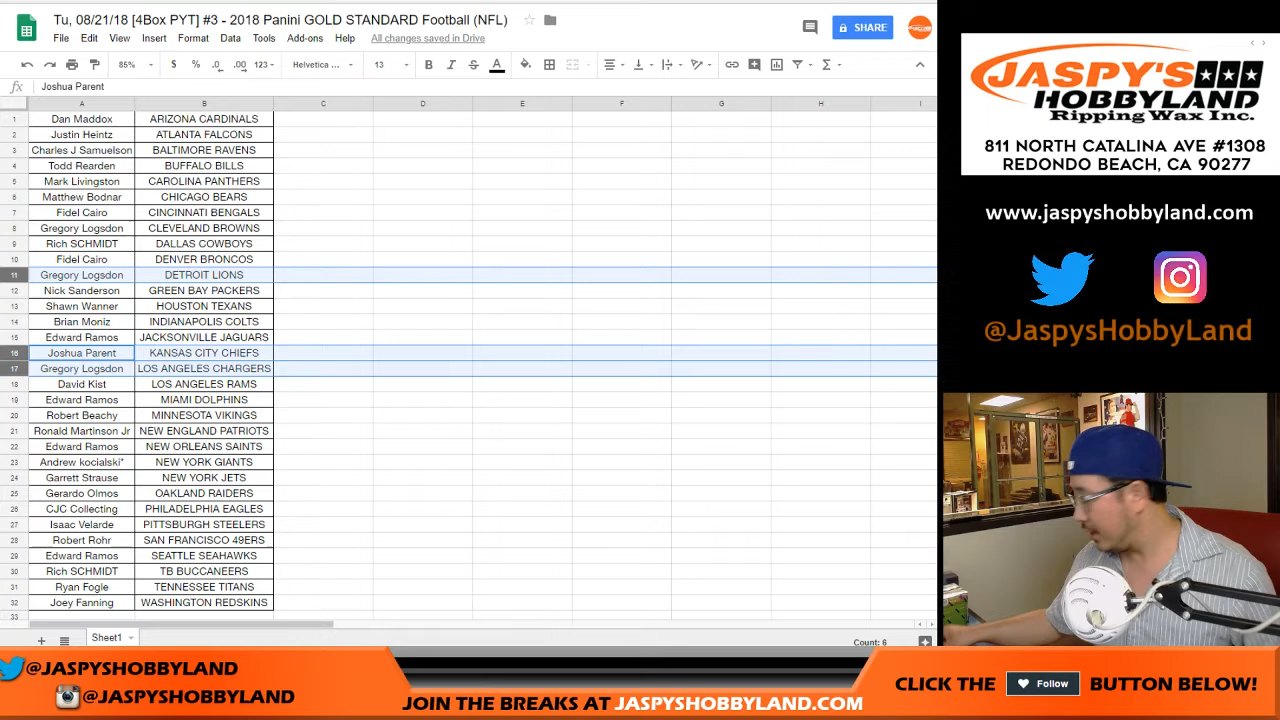 Tu, 08/21/18 [4Box PYT] #3 - 2018 Panini GOLD STANDARD Football (NFL)
File Edit View Insert Format Data Tools Add-ons Help All changes saved in Drive
SHARE
85% $ % .0 .00 123 Helvetica ... 13 B I S A
fx Joshua Parent
A B C D E F G H I
1 Dan Maddox ARIZONA CARDINALS
2 Justin Heintz ATLANTA FALCONS
3 Charles J Samuelson BALTIMORE RAVENS
4 Todd Rearden BUFFALO BILLS
5 Mark Livingston CAROLINA PANTHERS
6 Matthew Bodnar CHICAGO BEARS
7 Fidel Cairo CINCINNATI BENGALS
8 Gregory Logsdon CLEVELAND BROWNS
9 Rich SCHMIDT DALLAS COWBOYS
10 Fidel Cairo DENVER BRONCOS
11 Gregory Logsdon DETROIT LIONS
12 Nick Sanderson GREEN BAY PACKERS
13 Shawn Wanner HOUSTON TEXANS
14 Brian Moniz INDIANAPOLIS COLTS
15 Edward Ramos JACKSONVILLE JAGUARS
16 Joshua Parent KANSAS CITY CHIEFS
17 Gregory Logsdon LOS ANGELES CHARGERS
18 David Kist LOS ANGELES RAMS
19 Edward Ramos MIAMI DOLPHINS
20 Robert Beachy MINNESOTA VIKINGS
21 Ronald Martinson Jr NEW ENGLAND PATRIOTS
22 Edward Ramos NEW ORLEANS SAINTS
23 Andrew kocialski* NEW YORK GIANTS
24 Garrett Strause NEW YORK JETS
25 Gerardo Olmos OAKLAND RAIDERS
26 CJC Collecting PHILADELPHIA EAGLES
27 Isaac Velarde PITTSBURGH STEELERS
28 Robert Rohr SAN FRANCISCO 49ERS
29 Edward Ramos SEATTLE SEAHAWKS
30 Rich SCHMIDT TB BUCCANEERS
31 Ryan Fogle TENNESSEE TITANS
32 Joey Fanning WASHINGTON REDSKINS
33
Sheet1
Count: 6
JASPY'S
HOBBYLAND
Ripping Wax Inc.
811 NORTH CATALINA AVE #1308
REDONDO BEACH, CA 90277
www.jaspyshobbyland.com
@JaspysHobbyLand
@JASPYSHOBBYLAND
@JASPYSHOBBYLAND
JOIN THE BREAKS AT JASPYSHOBBYLAND.COM
CLICK THE Follow BUTTON BELOW!